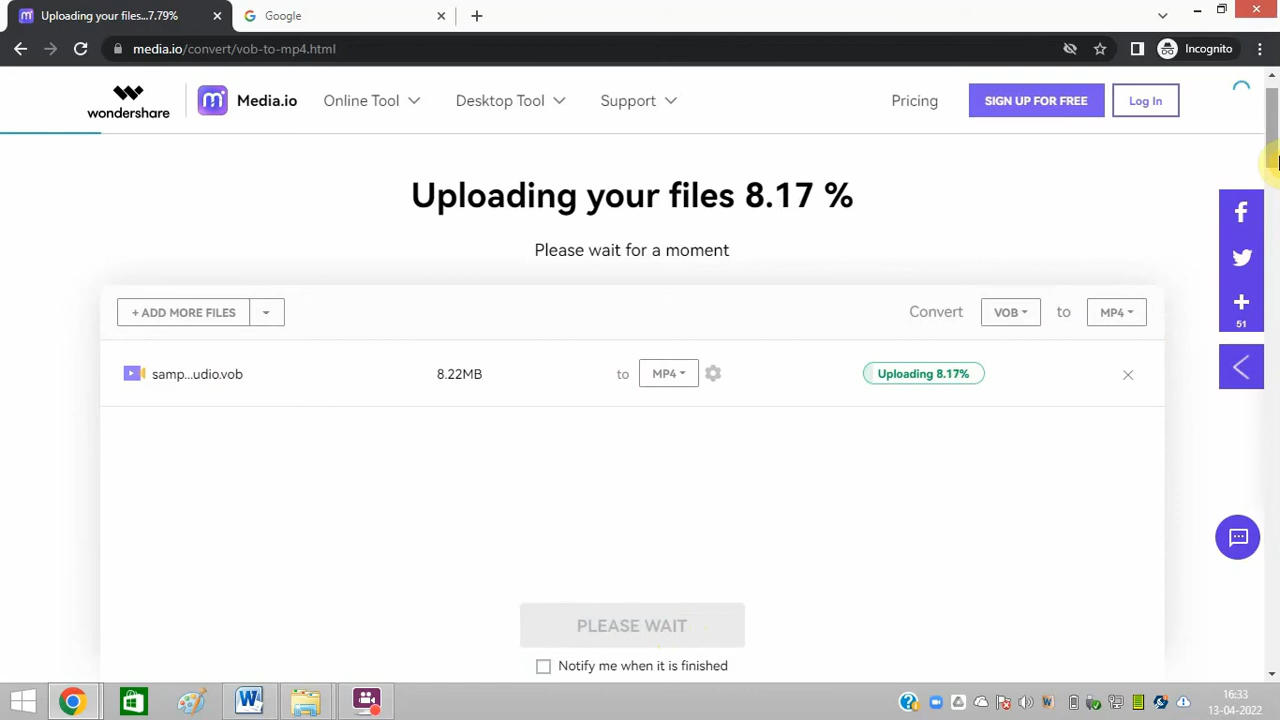 Uploading your files...7.79%
Google
media.io/convert/vob-to-mp4.html
Incognito
wondershare
Media.io
Online Tool
Desktop Tool
Support
Pricing
SIGN UP FOR FREE
Log In
Uploading your files 8.17 %
Please wait for a moment
+ ADD MORE FILES
Convert
VOB
to
MP4
samp...udio.vob
8.22MB
to
MP4
Uploading 8.17%
51
PLEASE WAIT
Notify me when it is finished
16:33
13-04-2022